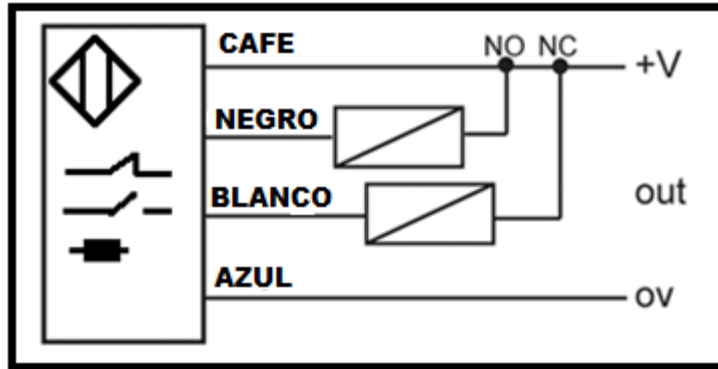 CAFE
NO NC
+V
NEGRO
BLANCO
out
AZUL
ov